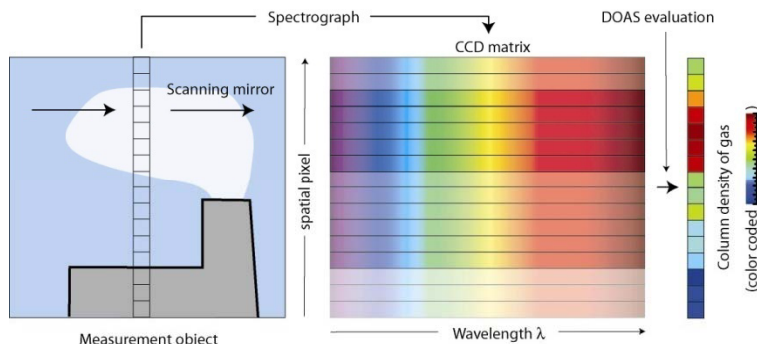 Spectrograph
DOAS evaluation
CCD matrix
Scanning mirror
spatial pixel
Column density of gas
(color coded)
Measurement object
Wavelength λ